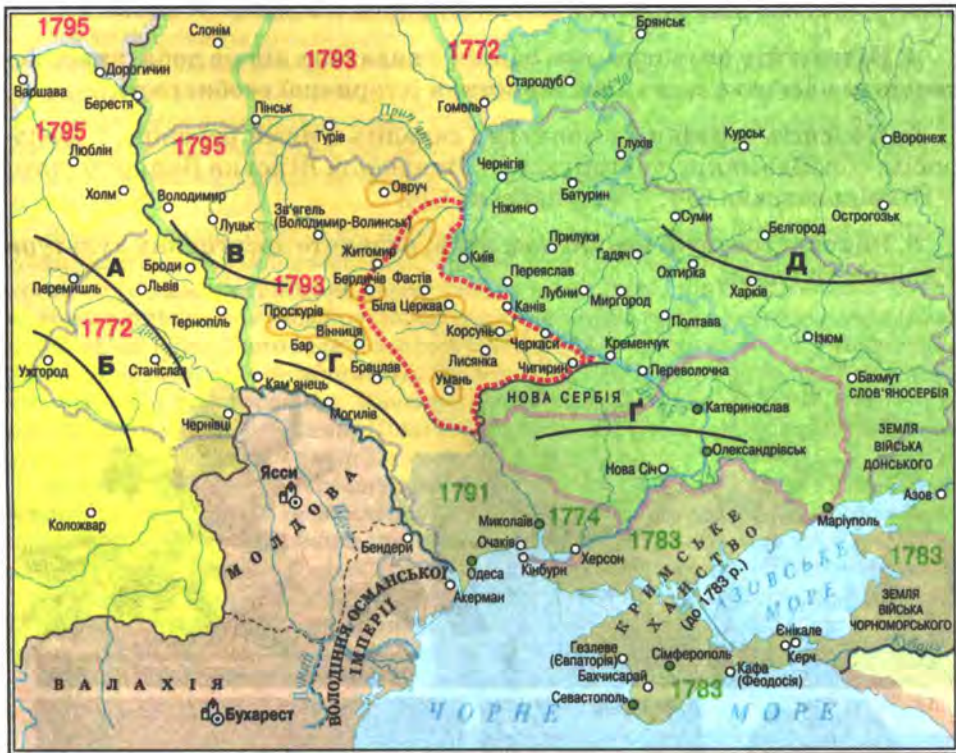 1795
Слонім
1793
1772
Брянськ
Дорогичин
Варшава
Берестя
Стародуб
Пінськ
Прип'ять
Гомель
Турів
1795
1795
Люблін
Курськ
Воронеж
Глухів
Чернігів
Холм
Володимир
Овруч
Батурин
Луцьк
Зв'ягель
(Володимир-Волинськ)
Ніжин
Суми
Острогозьк
Бєлгород
В
Житомир
Прилуки
Гадяч
Д
А
Броди
Київ
Охтирка
Перемишль
Львів
1793
Бердичів
Фастів
Переяслав
Лубни
Миргород
Харків
Біла Церква
Канів
Тернопіль
Проскурів
Полтава
1772
Вінниця
Корсунь
Черкаси
Ізюм
Ужгород
Б
Станіслав
Бар
Г
Брацлав
Лисянка
Чигирин
Кременчук
Кам'янець
Умань
Переволочна
Бахмут
СЛОВ'ЯНОСЕРБІЯ
НОВА СЕРБІЯ
Могилів
Чернівці
Катеринослав
Ґ
ЗЕМЛЯ
ВІЙСЬКА
ДОНСЬКОГО
Олександрівськ
Ясси
Нова Січ
1791
Азов
Коложвар
МОЛДОВА
Миколаїв
1774
Маріуполь
Бендери
Очаків
Херсон
1783
1783
Одеса
Кінбурн
КРИМСЬКЕ
ХАНСТВО
(до 1783 р.)
АЗОВСЬКЕ
МОРЕ
Акерман
ВОЛОДІННЯ ОСМАНСЬКОЇ
ІМПЕРІЇ
ЗЕМЛЯ
ВІЙСЬКА
ЧОРНОМОРСЬКОГО
Гезлеве
(Євпаторія)
Сімферополь
Єнікале
Керч
Бахчисарай
Кафа
(Феодосія)
1783
ВАЛАХІЯ
Севастополь
Бухарест
ЧОРНЕ МОРЕ